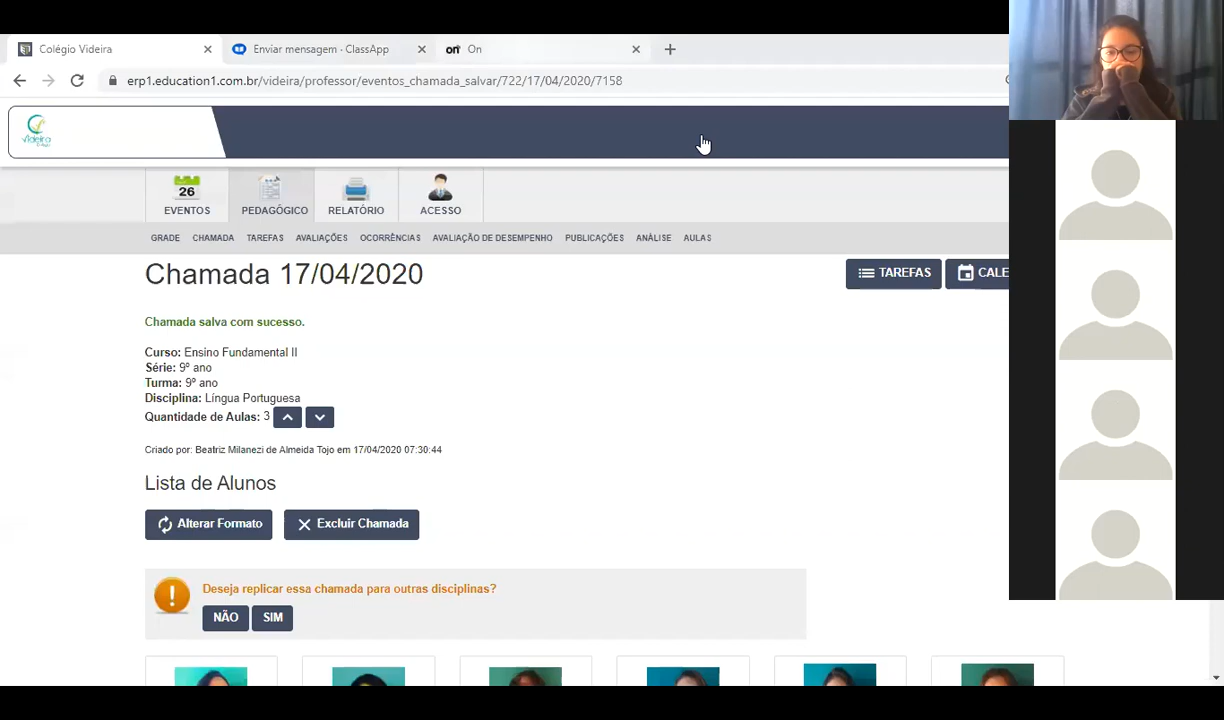 Colégio Videira
Enviar mensagem - ClassApp
on On
erp1.education1.com.br/videira/professor/eventos_chamada_salvar/722/17/04/2020/7158
Videira
26
EVENTOS
PEDAGÓGICO
RELATÓRIO
ACESSO
GRADE CHAMADA TAREFAS AVALIAÇÕES OCORRÊNCIAS AVALIAÇÃO DE DESEMPENHO PUBLICAÇÕES ANÁLISE AULAS
Chamada 17/04/2020
TAREFAS
CALE
Chamada salva com sucesso.
Curso: Ensino Fundamental II
Série: 9º ano
Turma: 9º ano
Disciplina: Língua Portuguesa
Quantidade de Aulas: 3
Criado por: Beatriz Milanezi de Almeida Tojo em 17/04/2020 07:30:44
Lista de Alunos
Alterar Formato
Excluir Chamada
Deseja replicar essa chamada para outras disciplinas?
NÃO
SIM